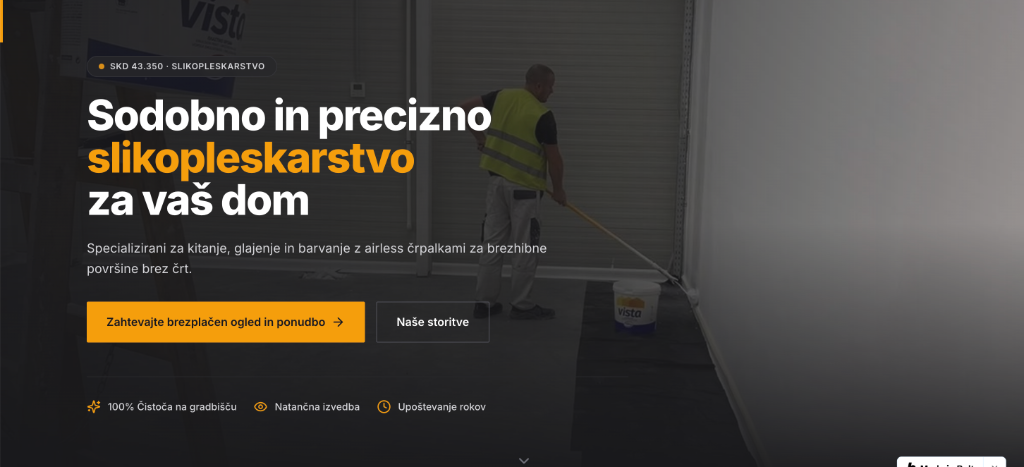 vista
SKD 43.350 · SLIKOPLESKARSTVO
Sodobno in precizno
slikopleskarstvo
za vaš dom
Specializirani za kitanje, glajenje in barvanje z airless črpalkami za brezhibne
površine brez črt.
Zahtevajte brezplačen ogled in ponudbo →
Naše storitve
vista
100% Čistoča na gradbišču
Natančna izvedba
Upoštevanje rokov